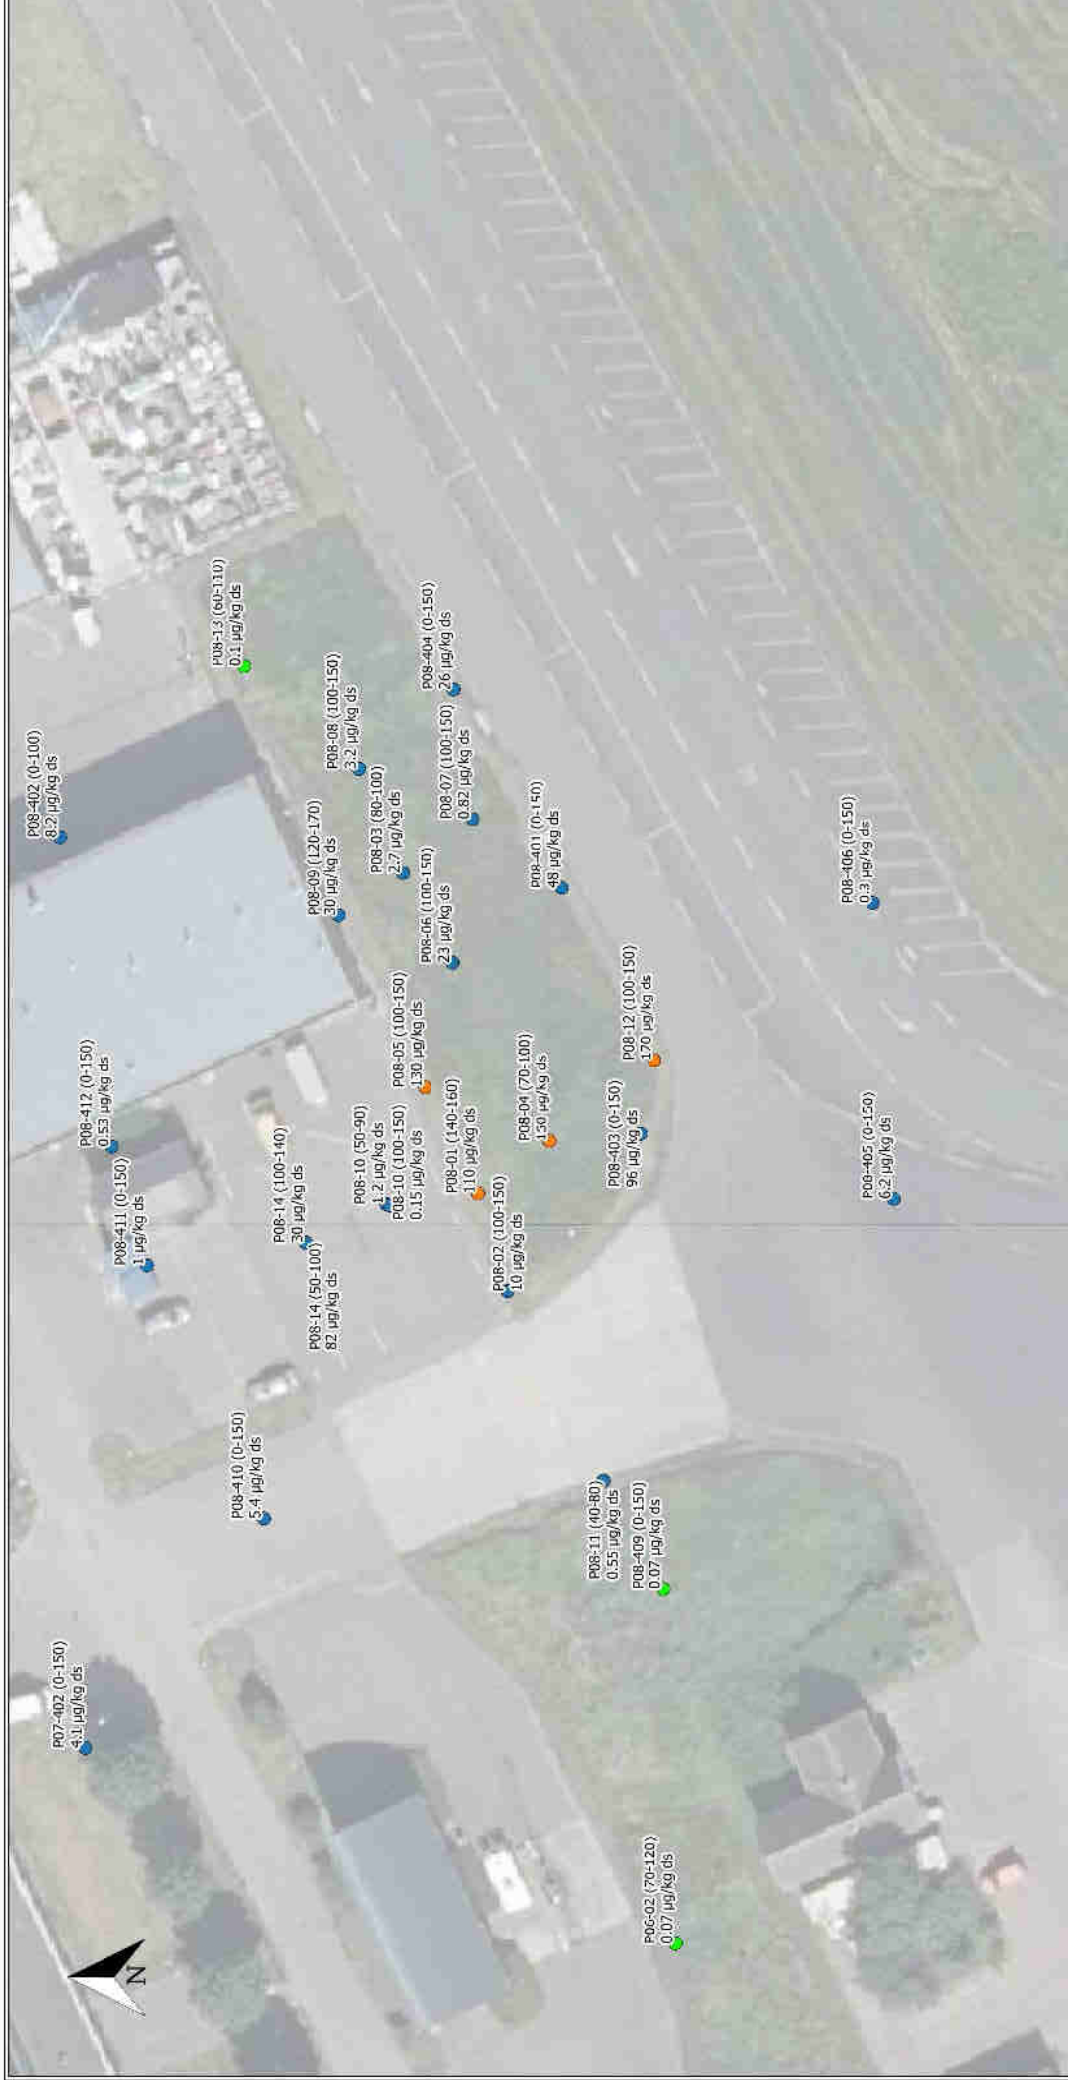 P08-402 (0-100)
8.2 µg/kg ds
P08-13 (60-110)
0.1 µg/kg ds
P08-412 (0-150)
0.53 µg/kg ds
P08-411 (0-150)
1 µg/kg ds
P07-402 (0-150)
4.1 µg/kg ds
P08-410 (0-150)
5.4 µg/kg ds
P08-14 (100-140)
30 µg/kg ds
P08-14 (50-100)
82 µg/kg ds
P08-09 (120-170)
30 µg/kg ds
P08-08 (100-150)
3.2 µg/kg ds
P08-03 (80-100)
2.7 µg/kg ds
P08-10 (50-90)
1.2 µg/kg ds
P08-10 (100-150)
0.15 µg/kg ds
P08-05 (100-150)
130 µg/kg ds
P08-06 (100-150)
23 µg/kg ds
P08-404 (0-150)
26 µg/kg ds
P08-07 (100-150)
0.82 µg/kg ds
P08-01 (140-160)
110 µg/kg ds
P08-02 (100-150)
10 µg/kg ds
P08-04 (70-100)
150 µg/kg ds
P08-401 (0-150)
48 µg/kg ds
P08-11 (40-80)
0.55 µg/kg ds
P08-409 (0-150)
0.07 µg/kg ds
P08-403 (0-150)
96 µg/kg ds
P08-12 (100-150)
170 µg/kg ds
P06-02 (70-120)
0.07 µg/kg ds
P08-405 (0-150)
6.2 µg/kg ds
P08-406 (0-150)
0.3 µg/kg ds
N